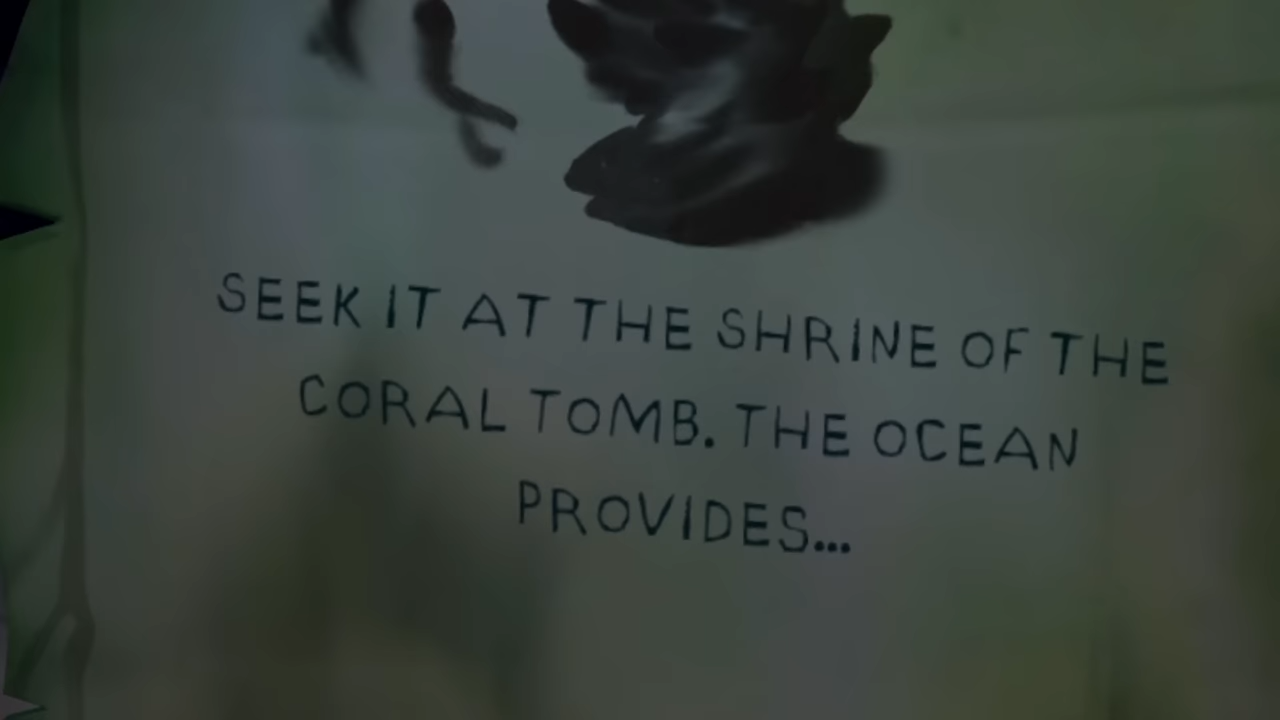 SEEK IT AT THE SHRINE OF THE
CORAL TOMB. THE OCEAN
PROVIDES...